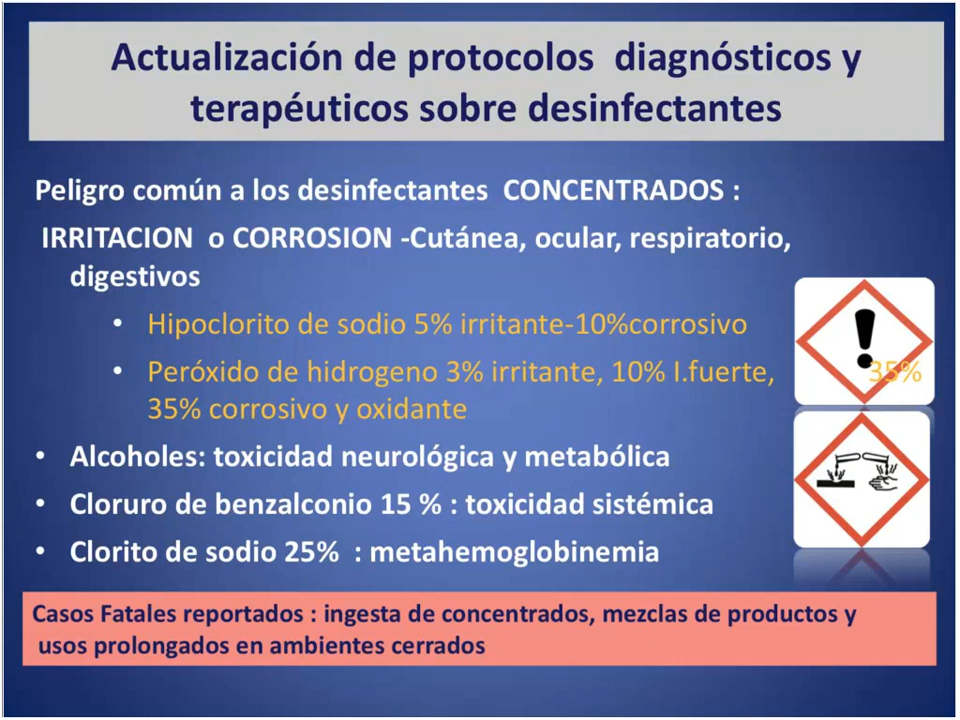 Actualización de protocolos  diagnósticos y
terapéuticos sobre desinfectantes
Peligro común a los desinfectantes  CONCENTRADOS :
IRRITACION  o CORROSION -Cutánea, ocular, respiratorio,
digestivos
• Hipoclorito de sodio 5% irritante-10%corrosivo
• Peróxido de hidrogeno 3% irritante, 10% I.fuerte, 35%
35% corrosivo y oxidante
• Alcoholes: toxicidad neurológica y metabólica
• Cloruro de benzalconio 15 % : toxicidad sistémica
• Clorito de sodio 25%  : metahemoglobinemia
Casos Fatales reportados : ingesta de concentrados, mezclas de productos y
usos prolongados en ambientes cerrados